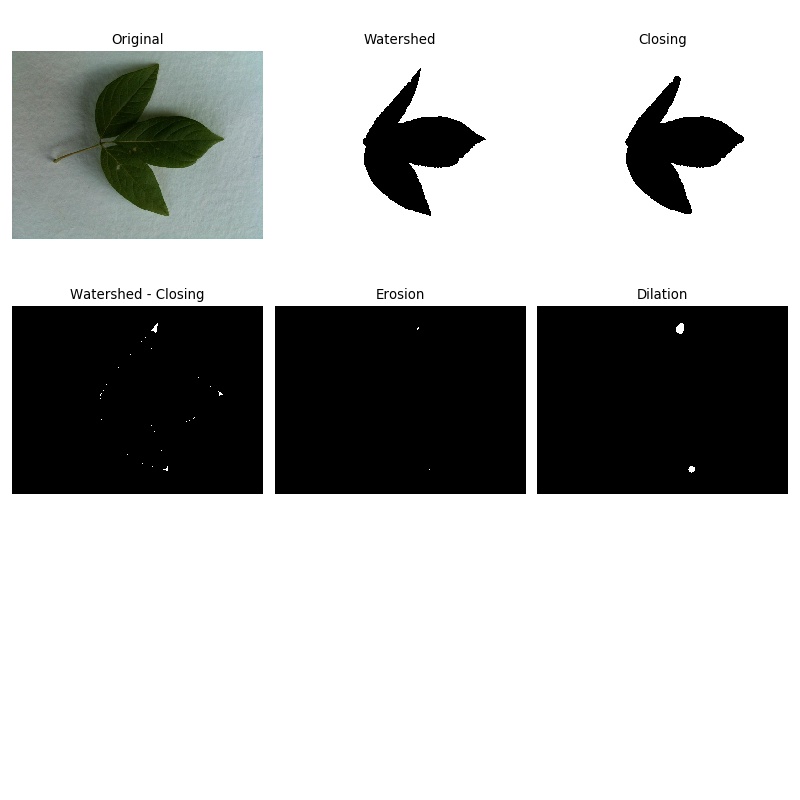 Original
Watershed
Closing
Watershed - Closing
Erosion
Dilation